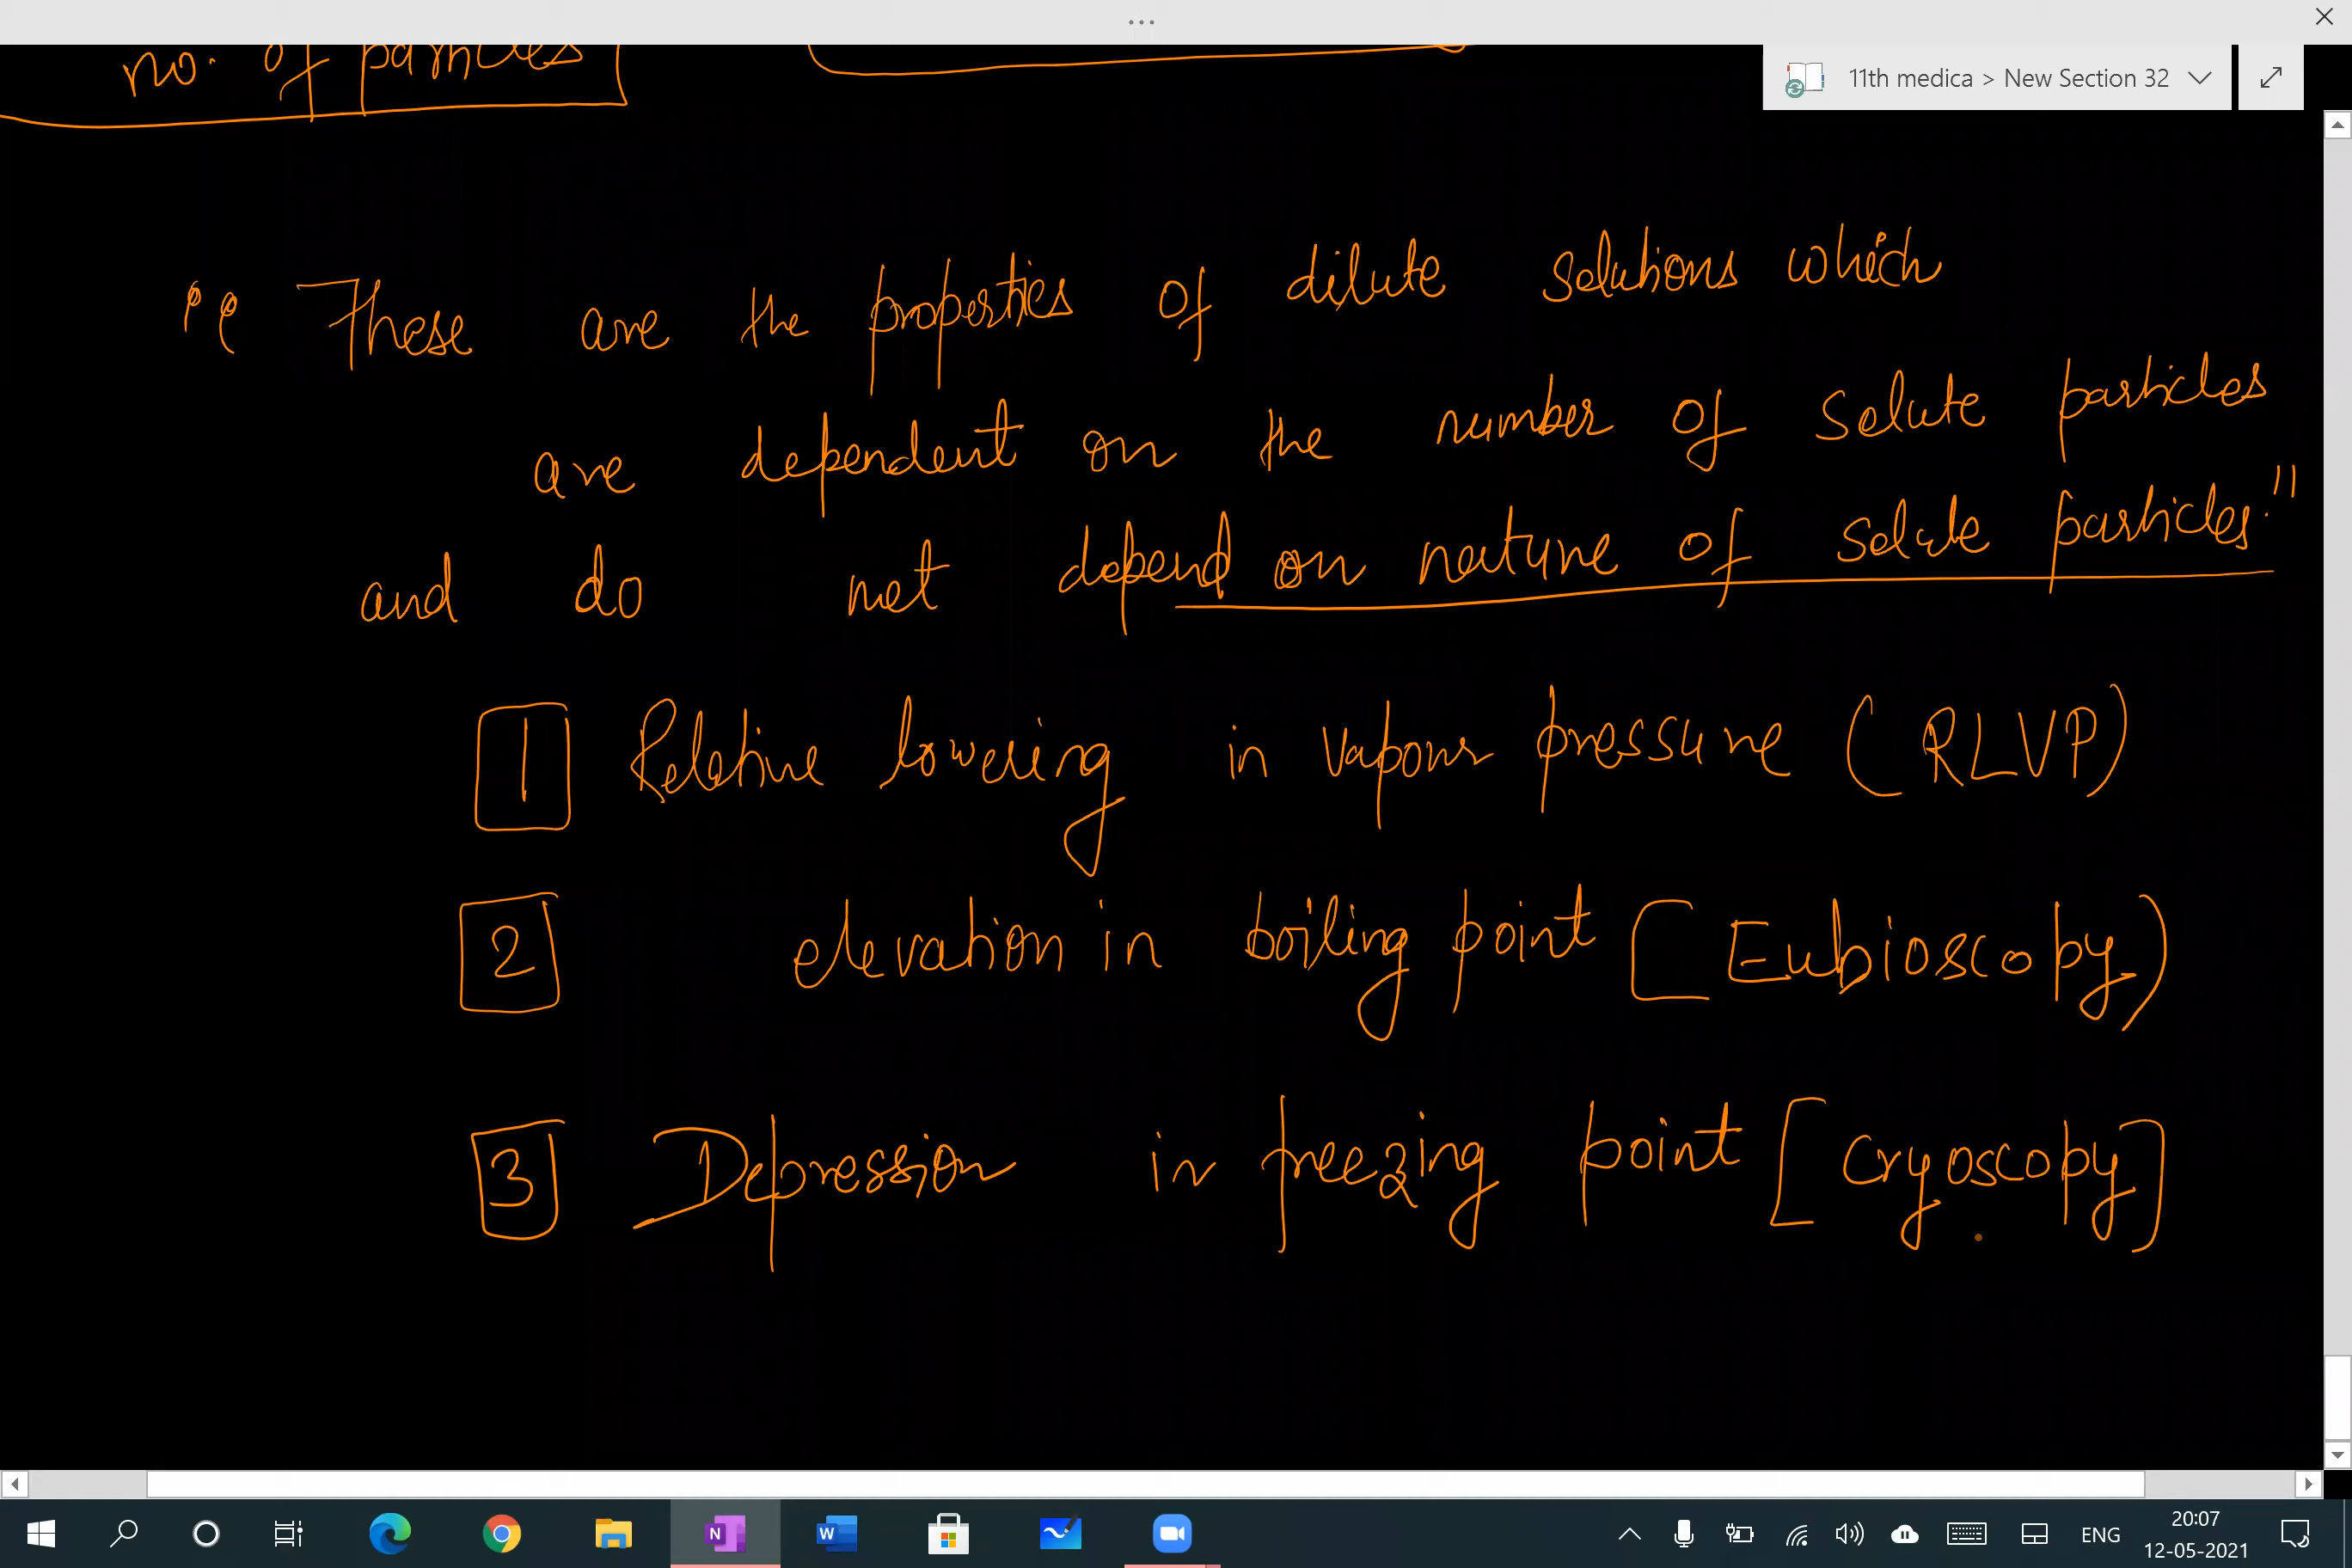 ...
11th medica > New Section 32
no. of particles
“ These are the properties of dilute solutions which
are dependent on the number of solute particles
and do not depend on nature of solute particles."
1 Relative lowering in vapour pressure (RLVP)
2 elevation in boiling point [Eubioscopy)
3 Depression in freezing point [cryoscopy]
N
W
ENG
20:07
12-05-2021